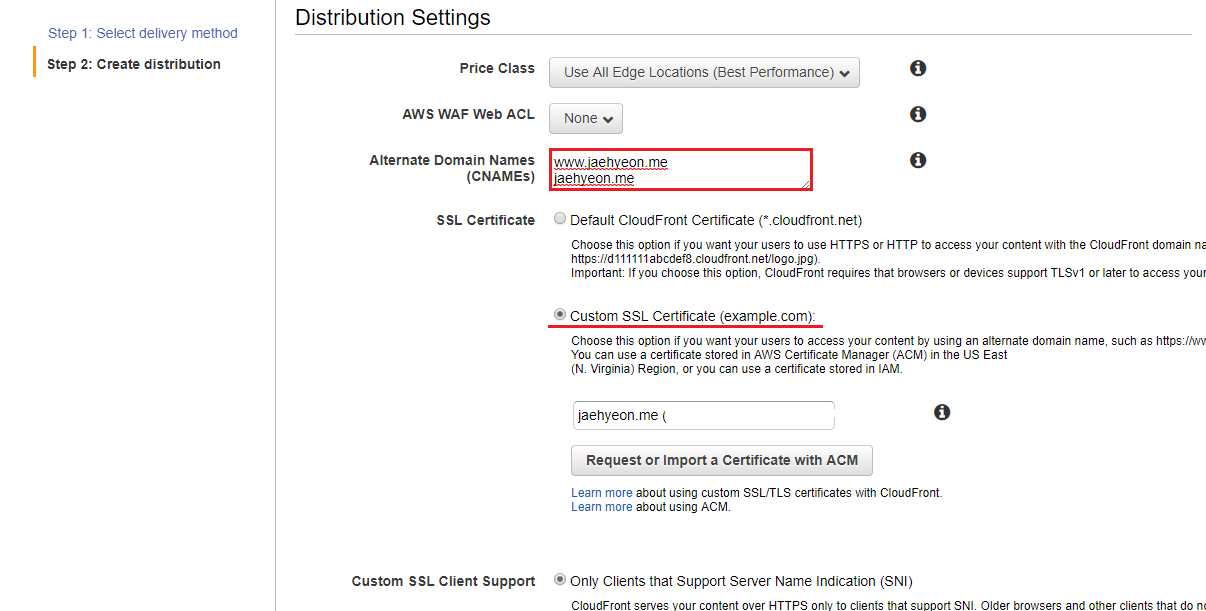 Distribution Settings
Step 1: Select delivery method
Step 2: Create distribution
Price Class Use All Edge Locations (Best Performance)
AWS WAF Web ACL None
Alternate Domain Names
(CNAMEs)
www.jaehyeon.me
jaehyeon.me
SSL Certificate Default CloudFront Certificate (*.cloudfront.net)
Choose this option if you want your users to use HTTPS or HTTP to access your content with the CloudFront domain na
https://d111111abcdef8.cloudfront.net/logo.jpg).
Important: If you choose this option, CloudFront requires that browsers or devices support TLSv1 or later to access your
Custom SSL Certificate (example.com):
Choose this option if you want your users to access your content by using an alternate domain name, such as https://ww
You can use a certificate stored in AWS Certificate Manager (ACM) in the US East
(N. Virginia) Region, or you can use a certificate stored in IAM.
jaehyeon.me (
Request or Import a Certificate with ACM
Learn more about using custom SSL/TLS certificates with CloudFront.
Learn more about using ACM.
Custom SSL Client Support Only Clients that Support Server Name Indication (SNI)
CloudFront serves your content over HTTPS only to clients that support SNI. Older browsers and other clients that do no